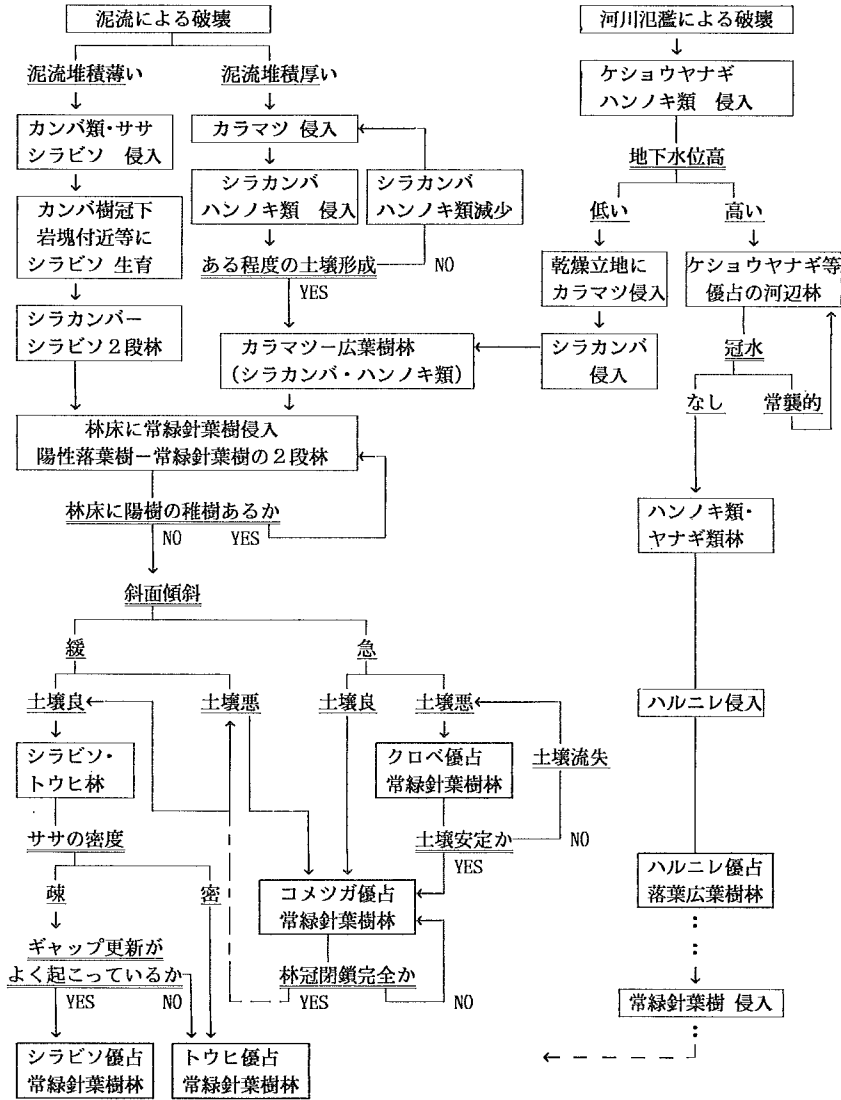 泥流による破壊
河川氾濫による破壊
泥流堆積薄い
泥流堆積厚い
ケショウヤナギ
ハンノキ類 侵入
カンバ類・ササ
シラビソ 侵入
カラマツ 侵入
地下水位高
カンバ樹冠下
岩塊付近等に
シラビソ 生育
シラカンバ
ハンノキ類 侵入
シラカンバ
ハンノキ類減少
低い
高い
ある程度の土壌形成
NO
YES
乾燥立地に
カラマツ侵入
ケショウヤナギ等
優占の河辺林
シラカンバー
シラビソ2段林
カラマツー広葉樹林
(シラカンバ・ハンノキ類)
シラカンバ
侵入
冠水
なし
常襲的
林床に常緑針葉樹侵入
陽性落葉樹ー常緑針葉樹の2段林
林床に陽樹の稚樹あるか
NO
YES
ハンノキ類・
ヤナギ類林
斜面傾斜
緩
急
土壌良
土壌悪
土壌良
土壌悪
ハルニレ侵入
シラビソ・
トウヒ林
クロベ優占
常緑針葉樹林
土壌流失
ササの密度
土壌安定か
NO
YES
疎
密
コメツガ優占
常緑針葉樹林
ハルニレ優占
落葉広葉樹林
ギャップ更新が
よく起こっているか
YES
NO
林冠閉鎖完全か
YES
NO
常緑針葉樹 侵入
シラビソ優占
常緑針葉樹林
トウヒ優占
常緑針葉樹林